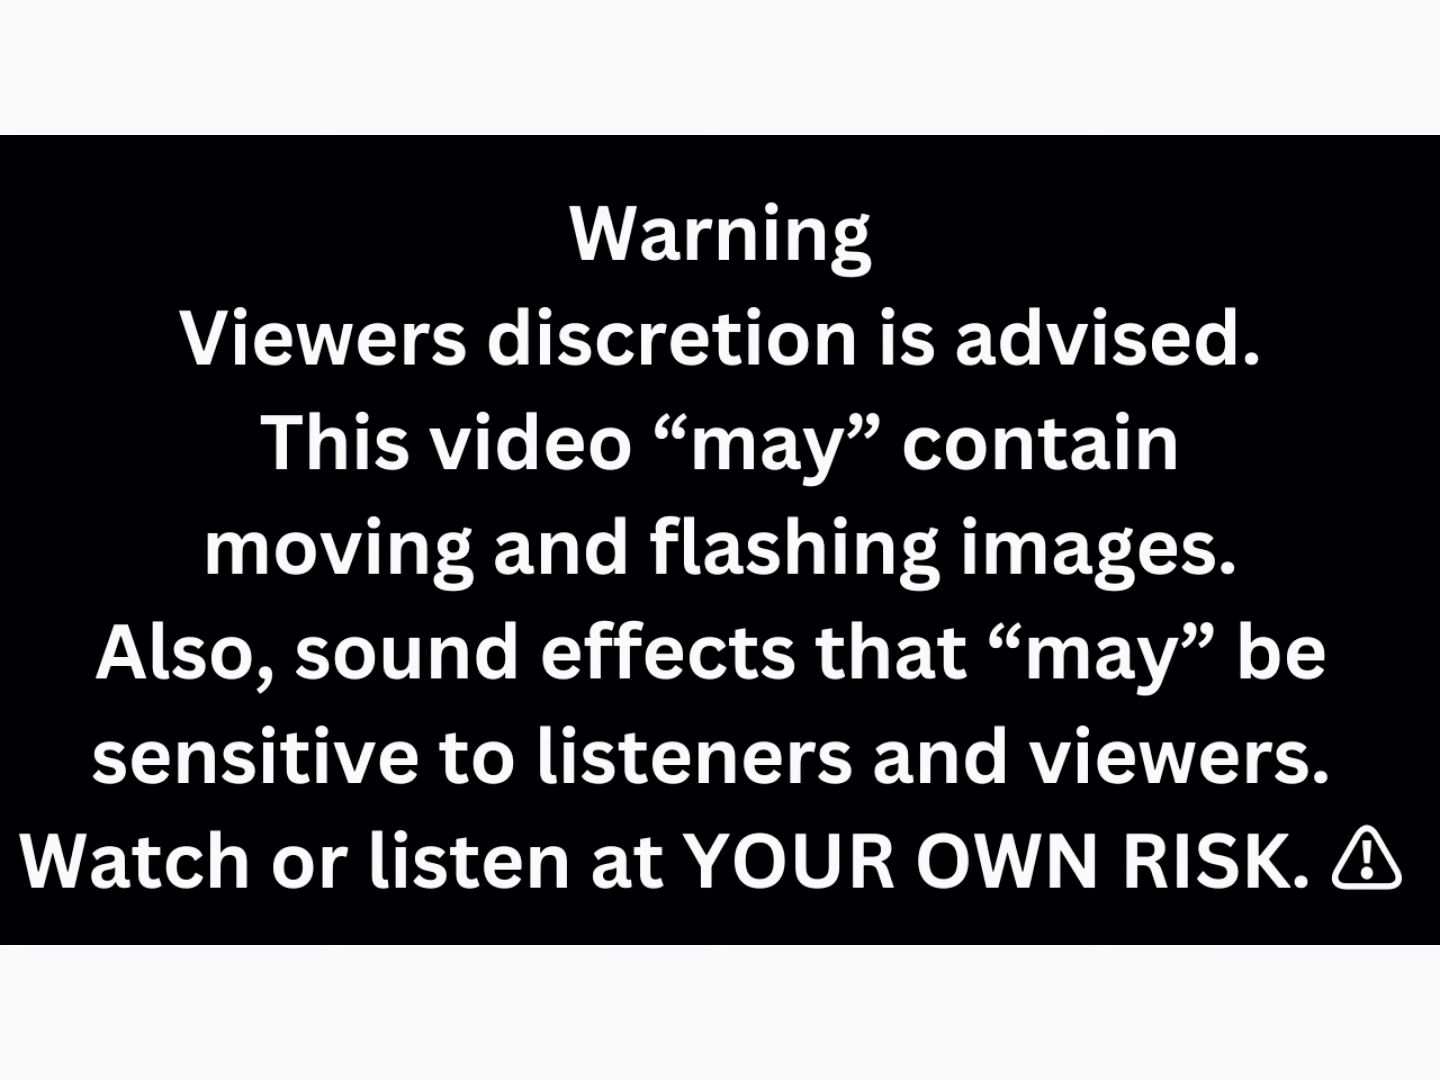 Warning
Viewers discretion is advised.
This video “may” contain
moving and flashing images.
Also, sound effects that “may” be
sensitive to listeners and viewers.
Watch or listen at YOUR OWN RISK. ⚠